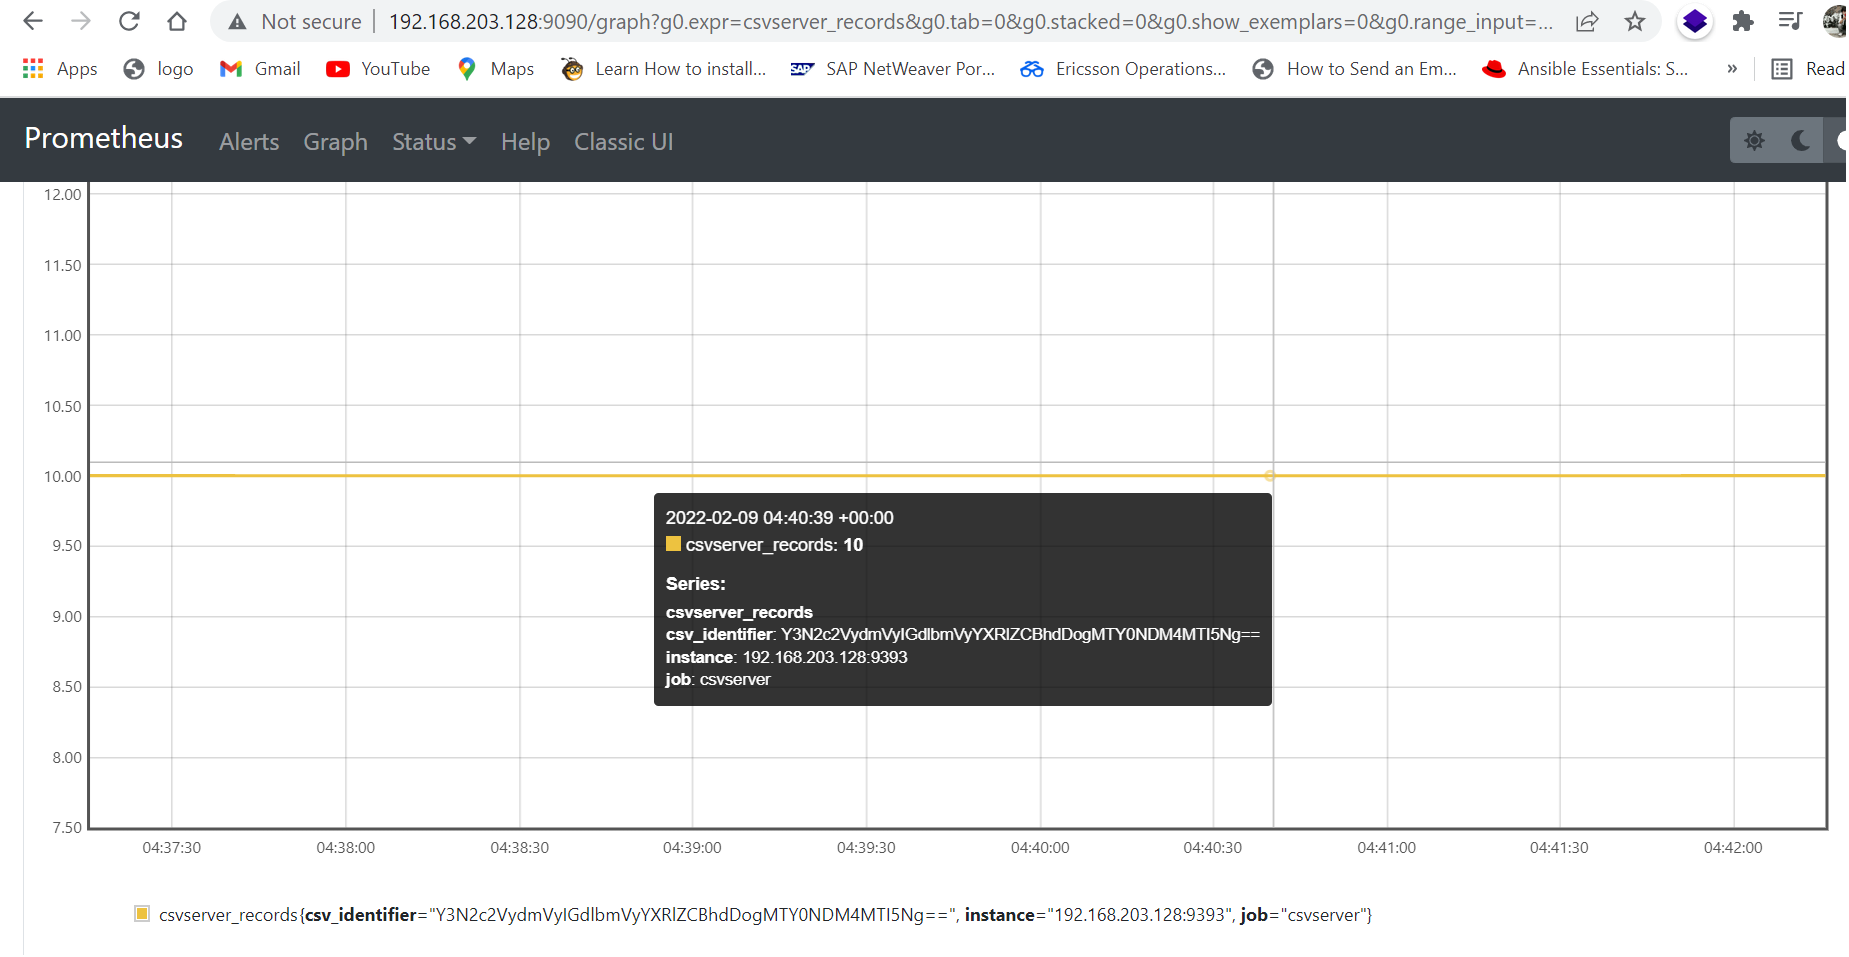 Not secure | 192.168.203.128:9090/graph?g0.expr=csvserver_records&g0.tab=0&g0.stacked=0&g0.show_exemplars=0&g0.range_input=...
Apps logo Gmail YouTube Maps Learn How to install... SAP NetWeaver Por... Ericsson Operations... How to Send an Em... Ansible Essentials: S... » Read
Prometheus Alerts Graph Status Help Classic UI
12.00
11.50
11.00
10.50
10.00
9.50
9.00
8.50
8.00
7.50
2022-02-09 04:40:39 +00:00
csvserver_records: 10
Series:
csvserver_records
csv_identifier: Y3N2c2VydmVyIGdlbmVyYXRlZCBhdDogMTY0NDM4MTI5Ng==
instance: 192.168.203.128:9393
job: csvserver
04:37:30 04:38:00 04:38:30 04:39:00 04:39:30 04:40:00 04:40:30 04:41:00 04:41:30 04:42:00
csvserver_records{csv_identifier="Y3N2c2VydmVyIGdlbmVyYXRlZCBhdDogMTY0NDM4MTI5Ng==", instance="192.168.203.128:9393", job="csvserver"}